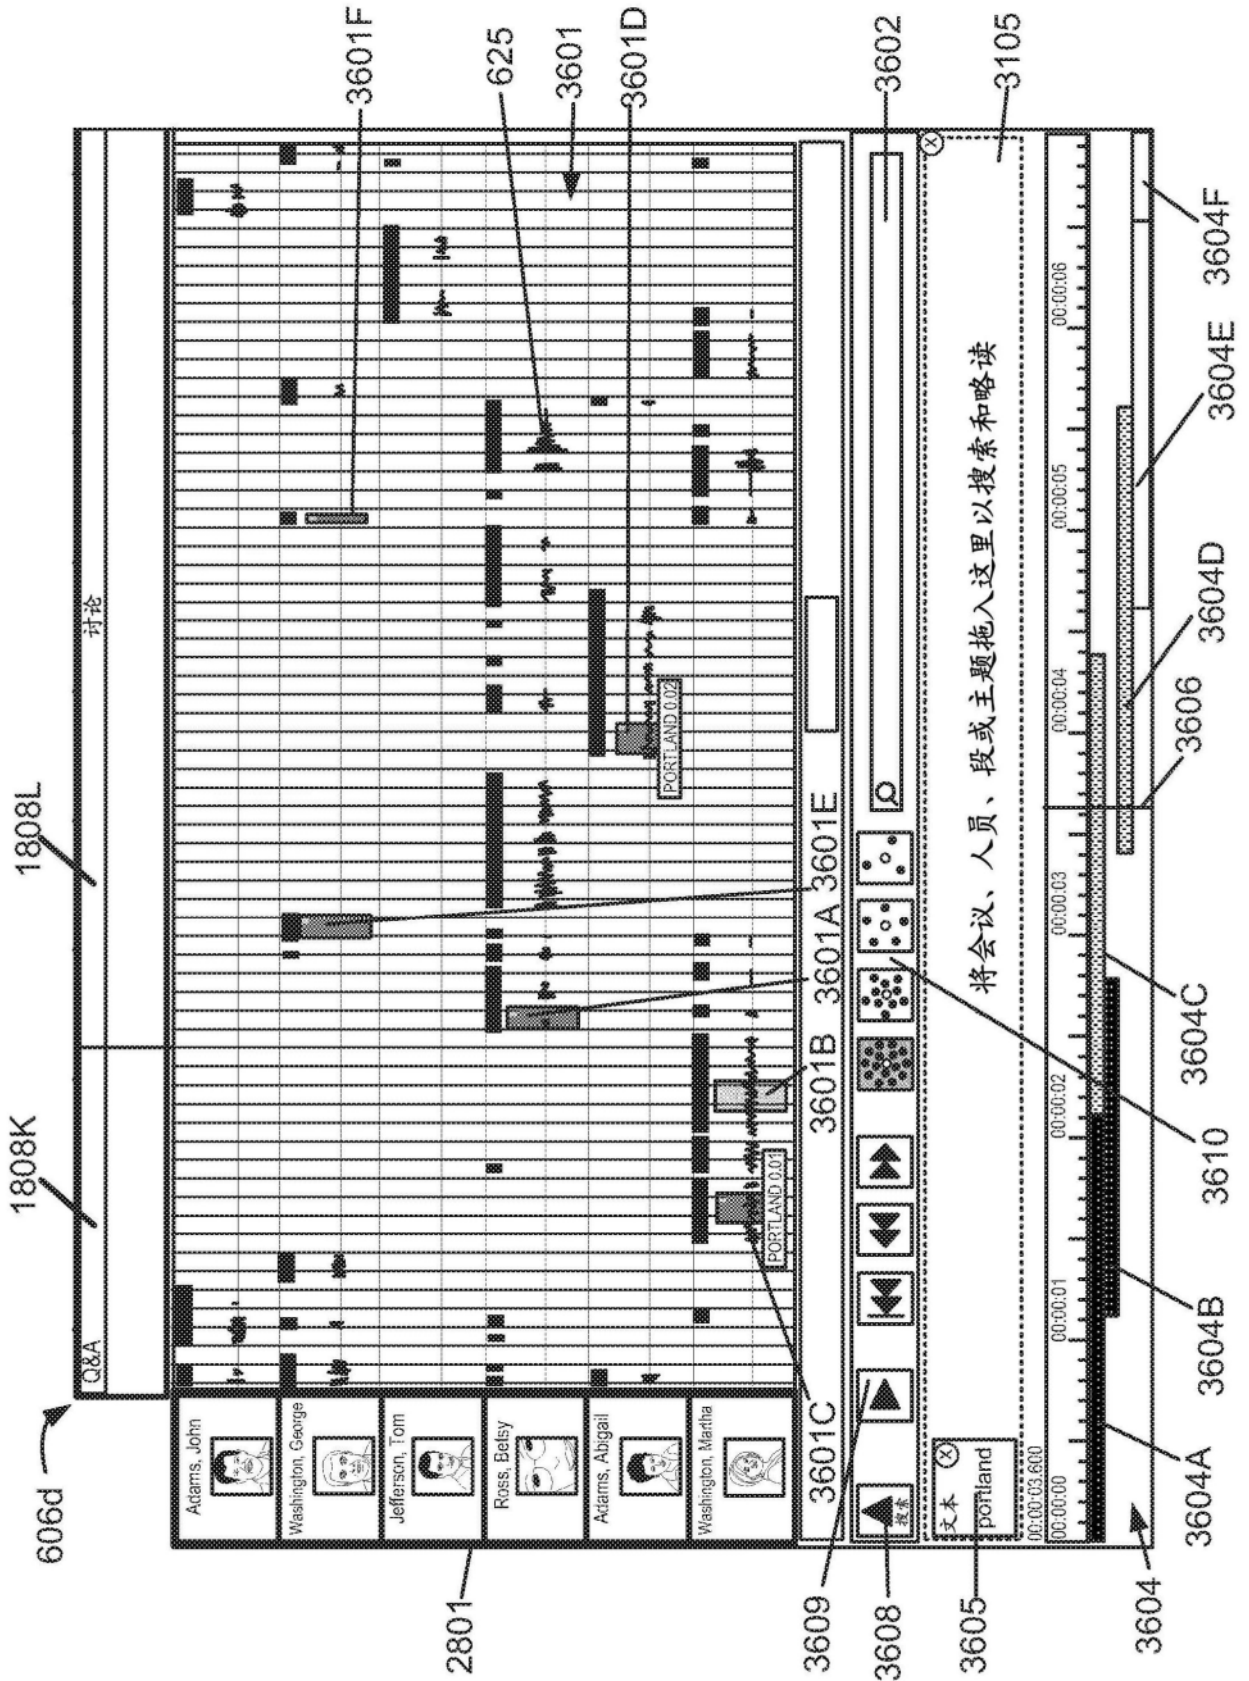 606d
1808K
1808L
Q&A
讨论
3601F
625
3601
3601D
Adams, John
Washington, George
Jefferson, Tom
Ross, Betsy
Adams, Abigail
Washington, Martha
2801
PORTLAND 0.01
PORTLAND 0.02
3601C
3601B
3601A
3601E
3602
3609
3608
搜索
3605
文本
X
portland
将会议、人员、段或主题拖入这里以搜索和略读
X
3105
00:00:03.600
00:00:00
00:00:01
00:00:02
00:00:03
00:00:04
00:00:05
00:00:06
3604
3604A
3604B
3610
3604C
3606
3604D
3604E
3604F